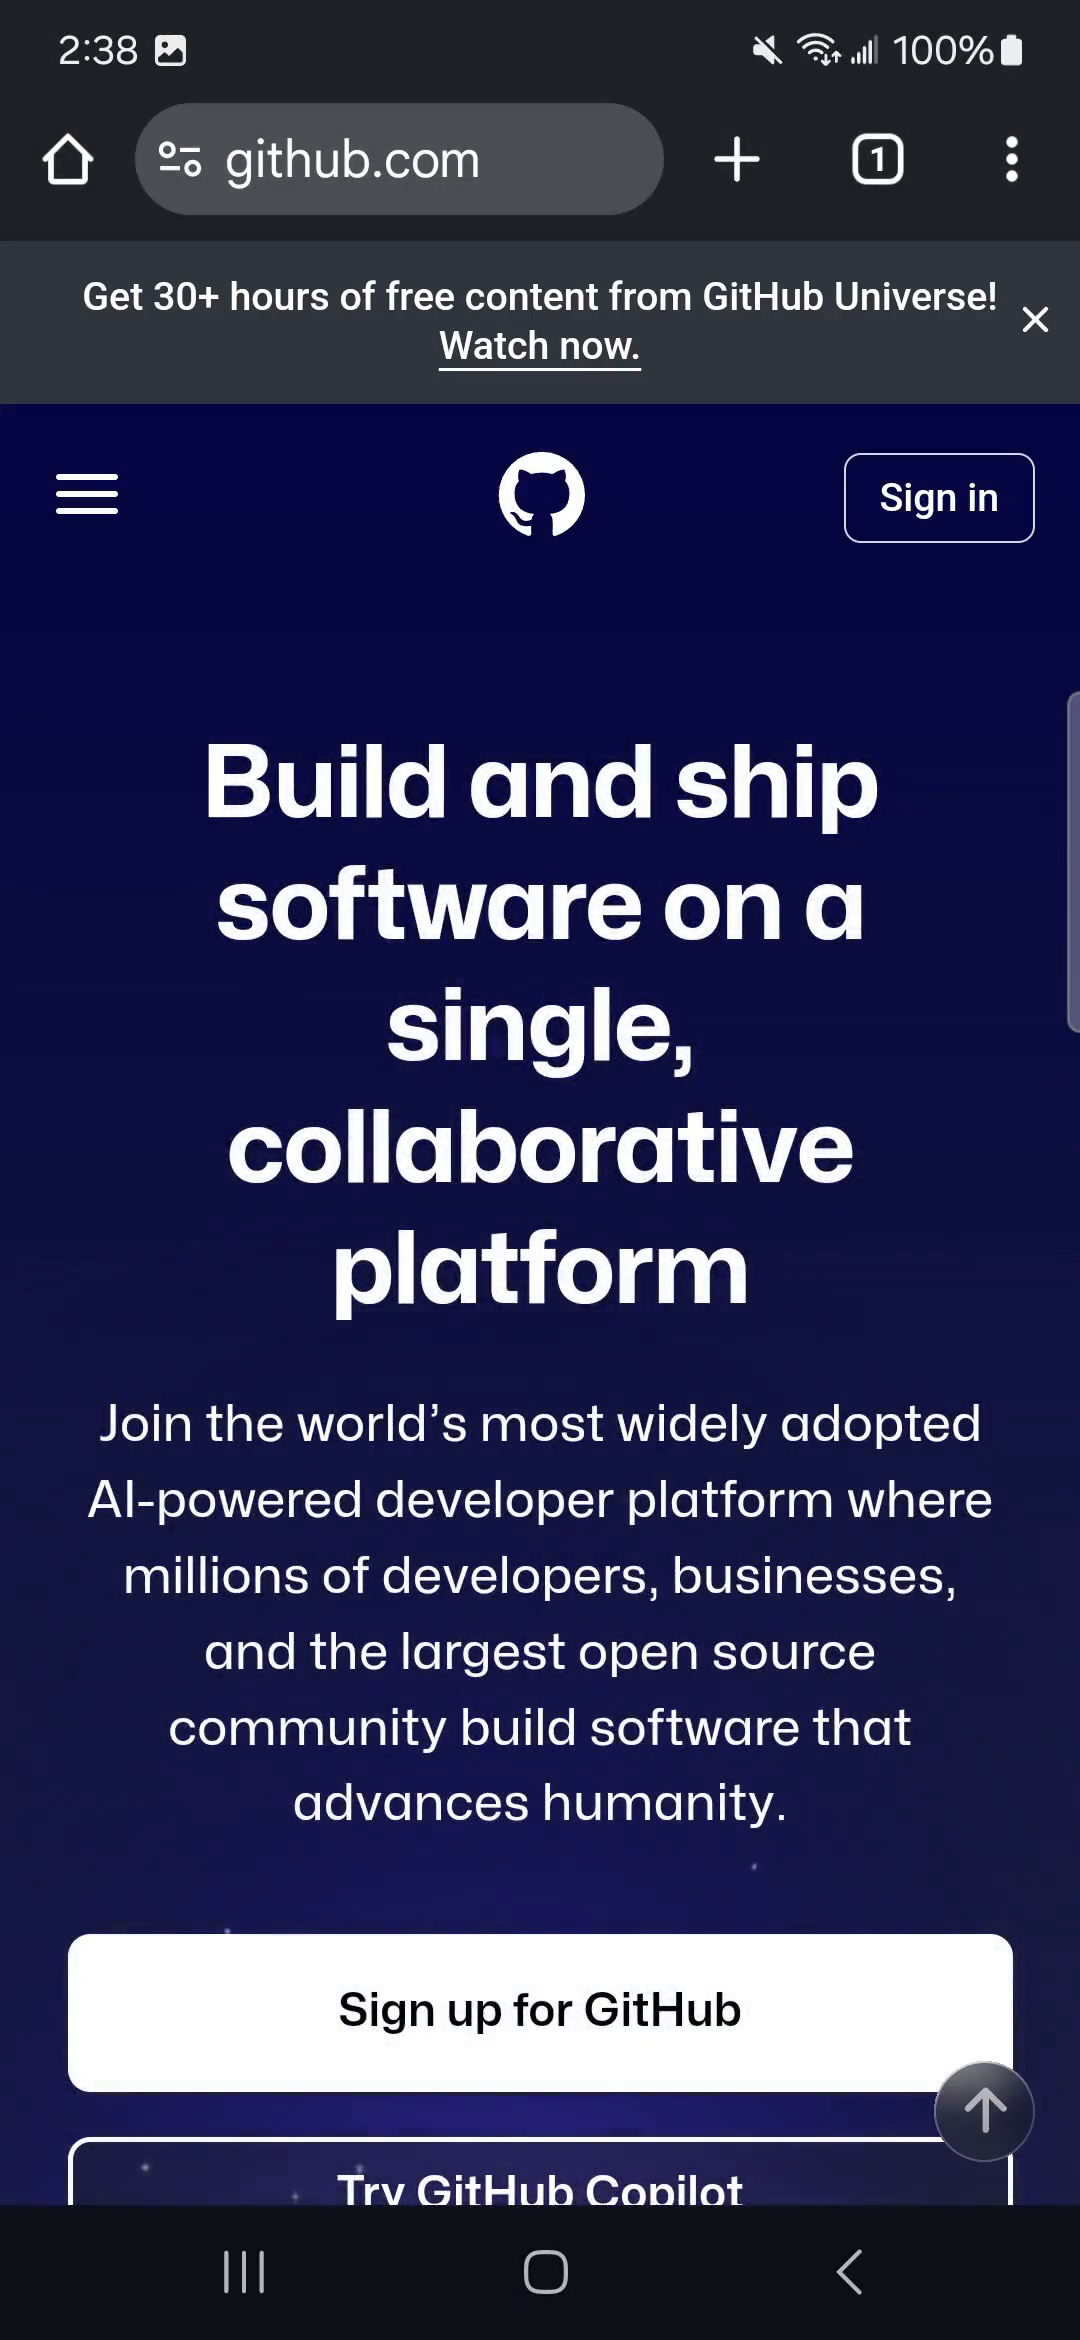 2:38
100%
github.com
1
Get 30+ hours of free content from GitHub Universe!
Watch now.
Sign in
Build and ship
software on a
single,
collaborative
platform
Join the world’s most widely adopted
AI-powered developer platform where
millions of developers, businesses,
and the largest open source
community build software that
advances humanity.
Sign up for GitHub
Try GitHub Copilot